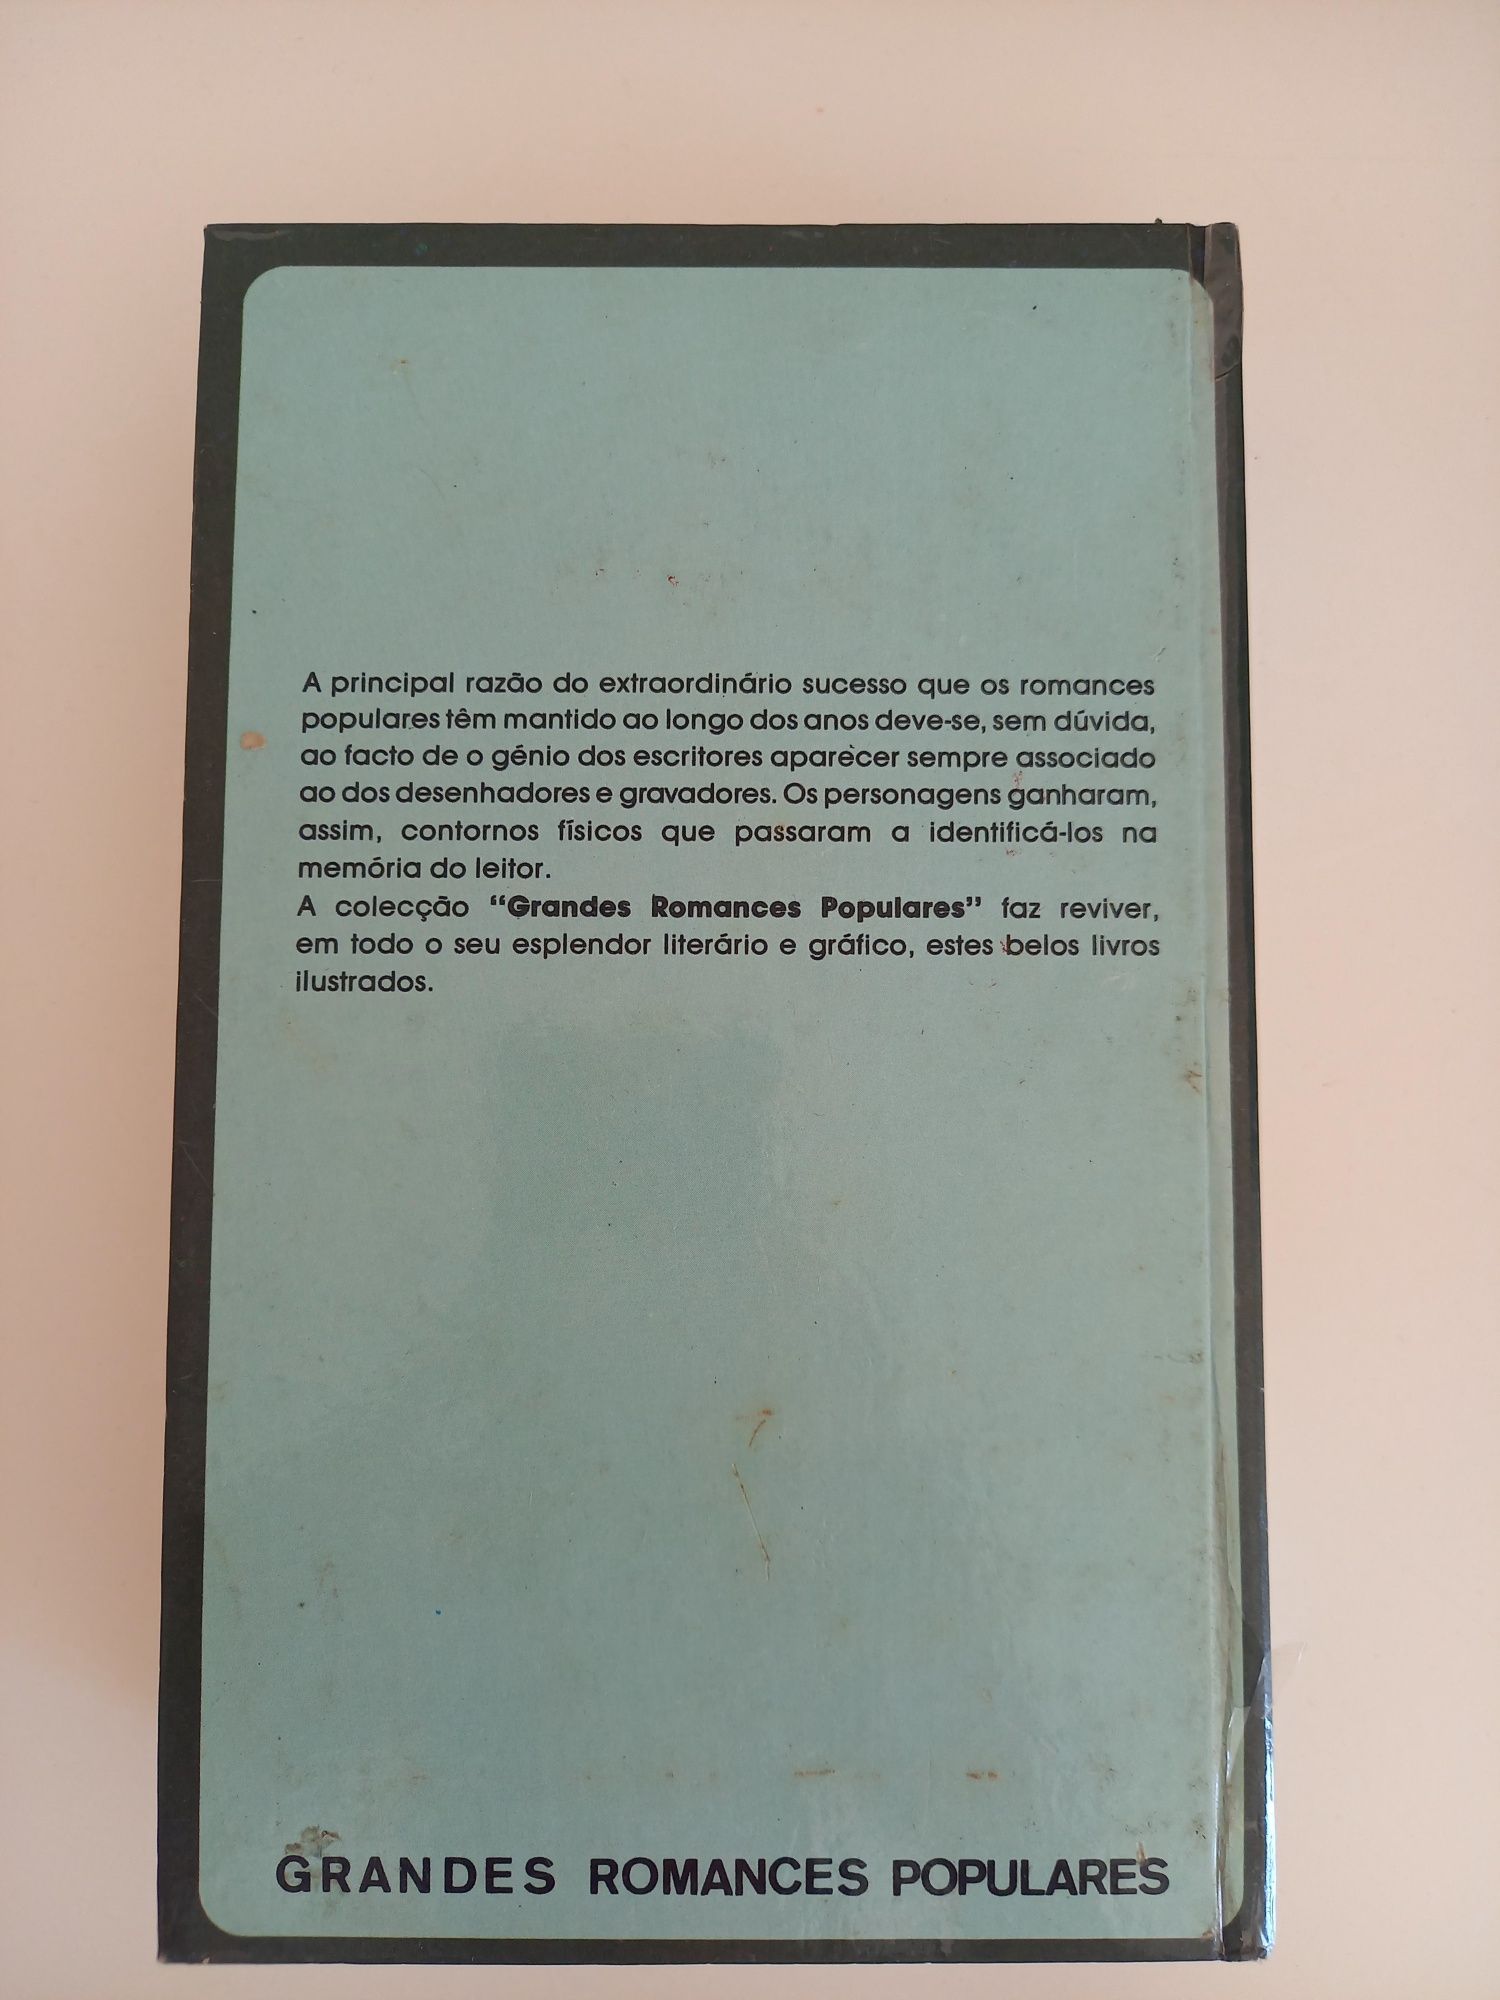 A principal razão do extraordinário sucesso que os romances
populares têm mantido ao longo dos anos deve-se, sem dúvida,
ao facto de o génio dos escritores aparecer sempre associado
ao dos desenhadores e gravadores. Os personagens ganharam,
assim, contornos físicos que passaram a identificá-los na
memória do leitor.
A colecção "Grandes Romances Populares" faz reviver,
em todo o seu esplendor literário e gráfico, estes belos livros
ilustrados.
GRANDES ROMANCES POPULARES